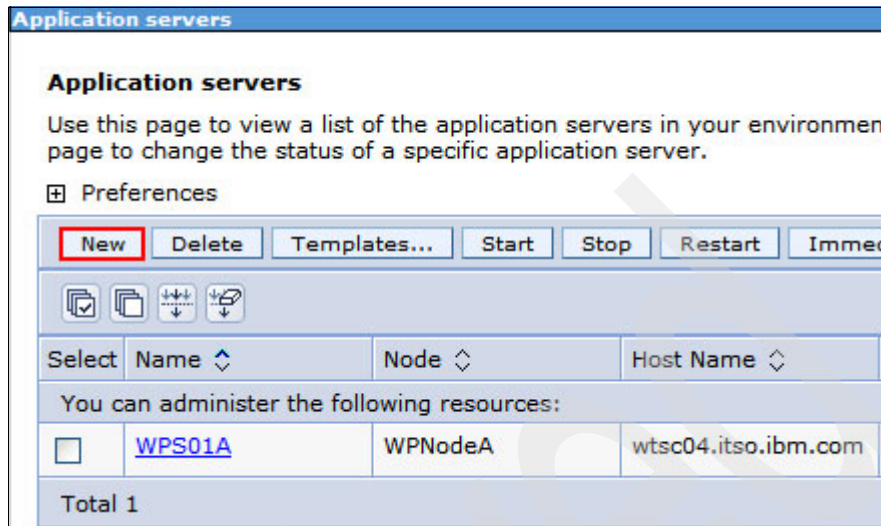 Application servers
Application servers
Use this page to view a list of the application servers in your environmen
page to change the status of a specific application server.
Preferences
New Delete Templates... Start Stop Restart Immed
Select Name Node Host Name
You can administer the following resources:
WPS01A WPNodeA wtsc04.itso.ibm.com
Total 1